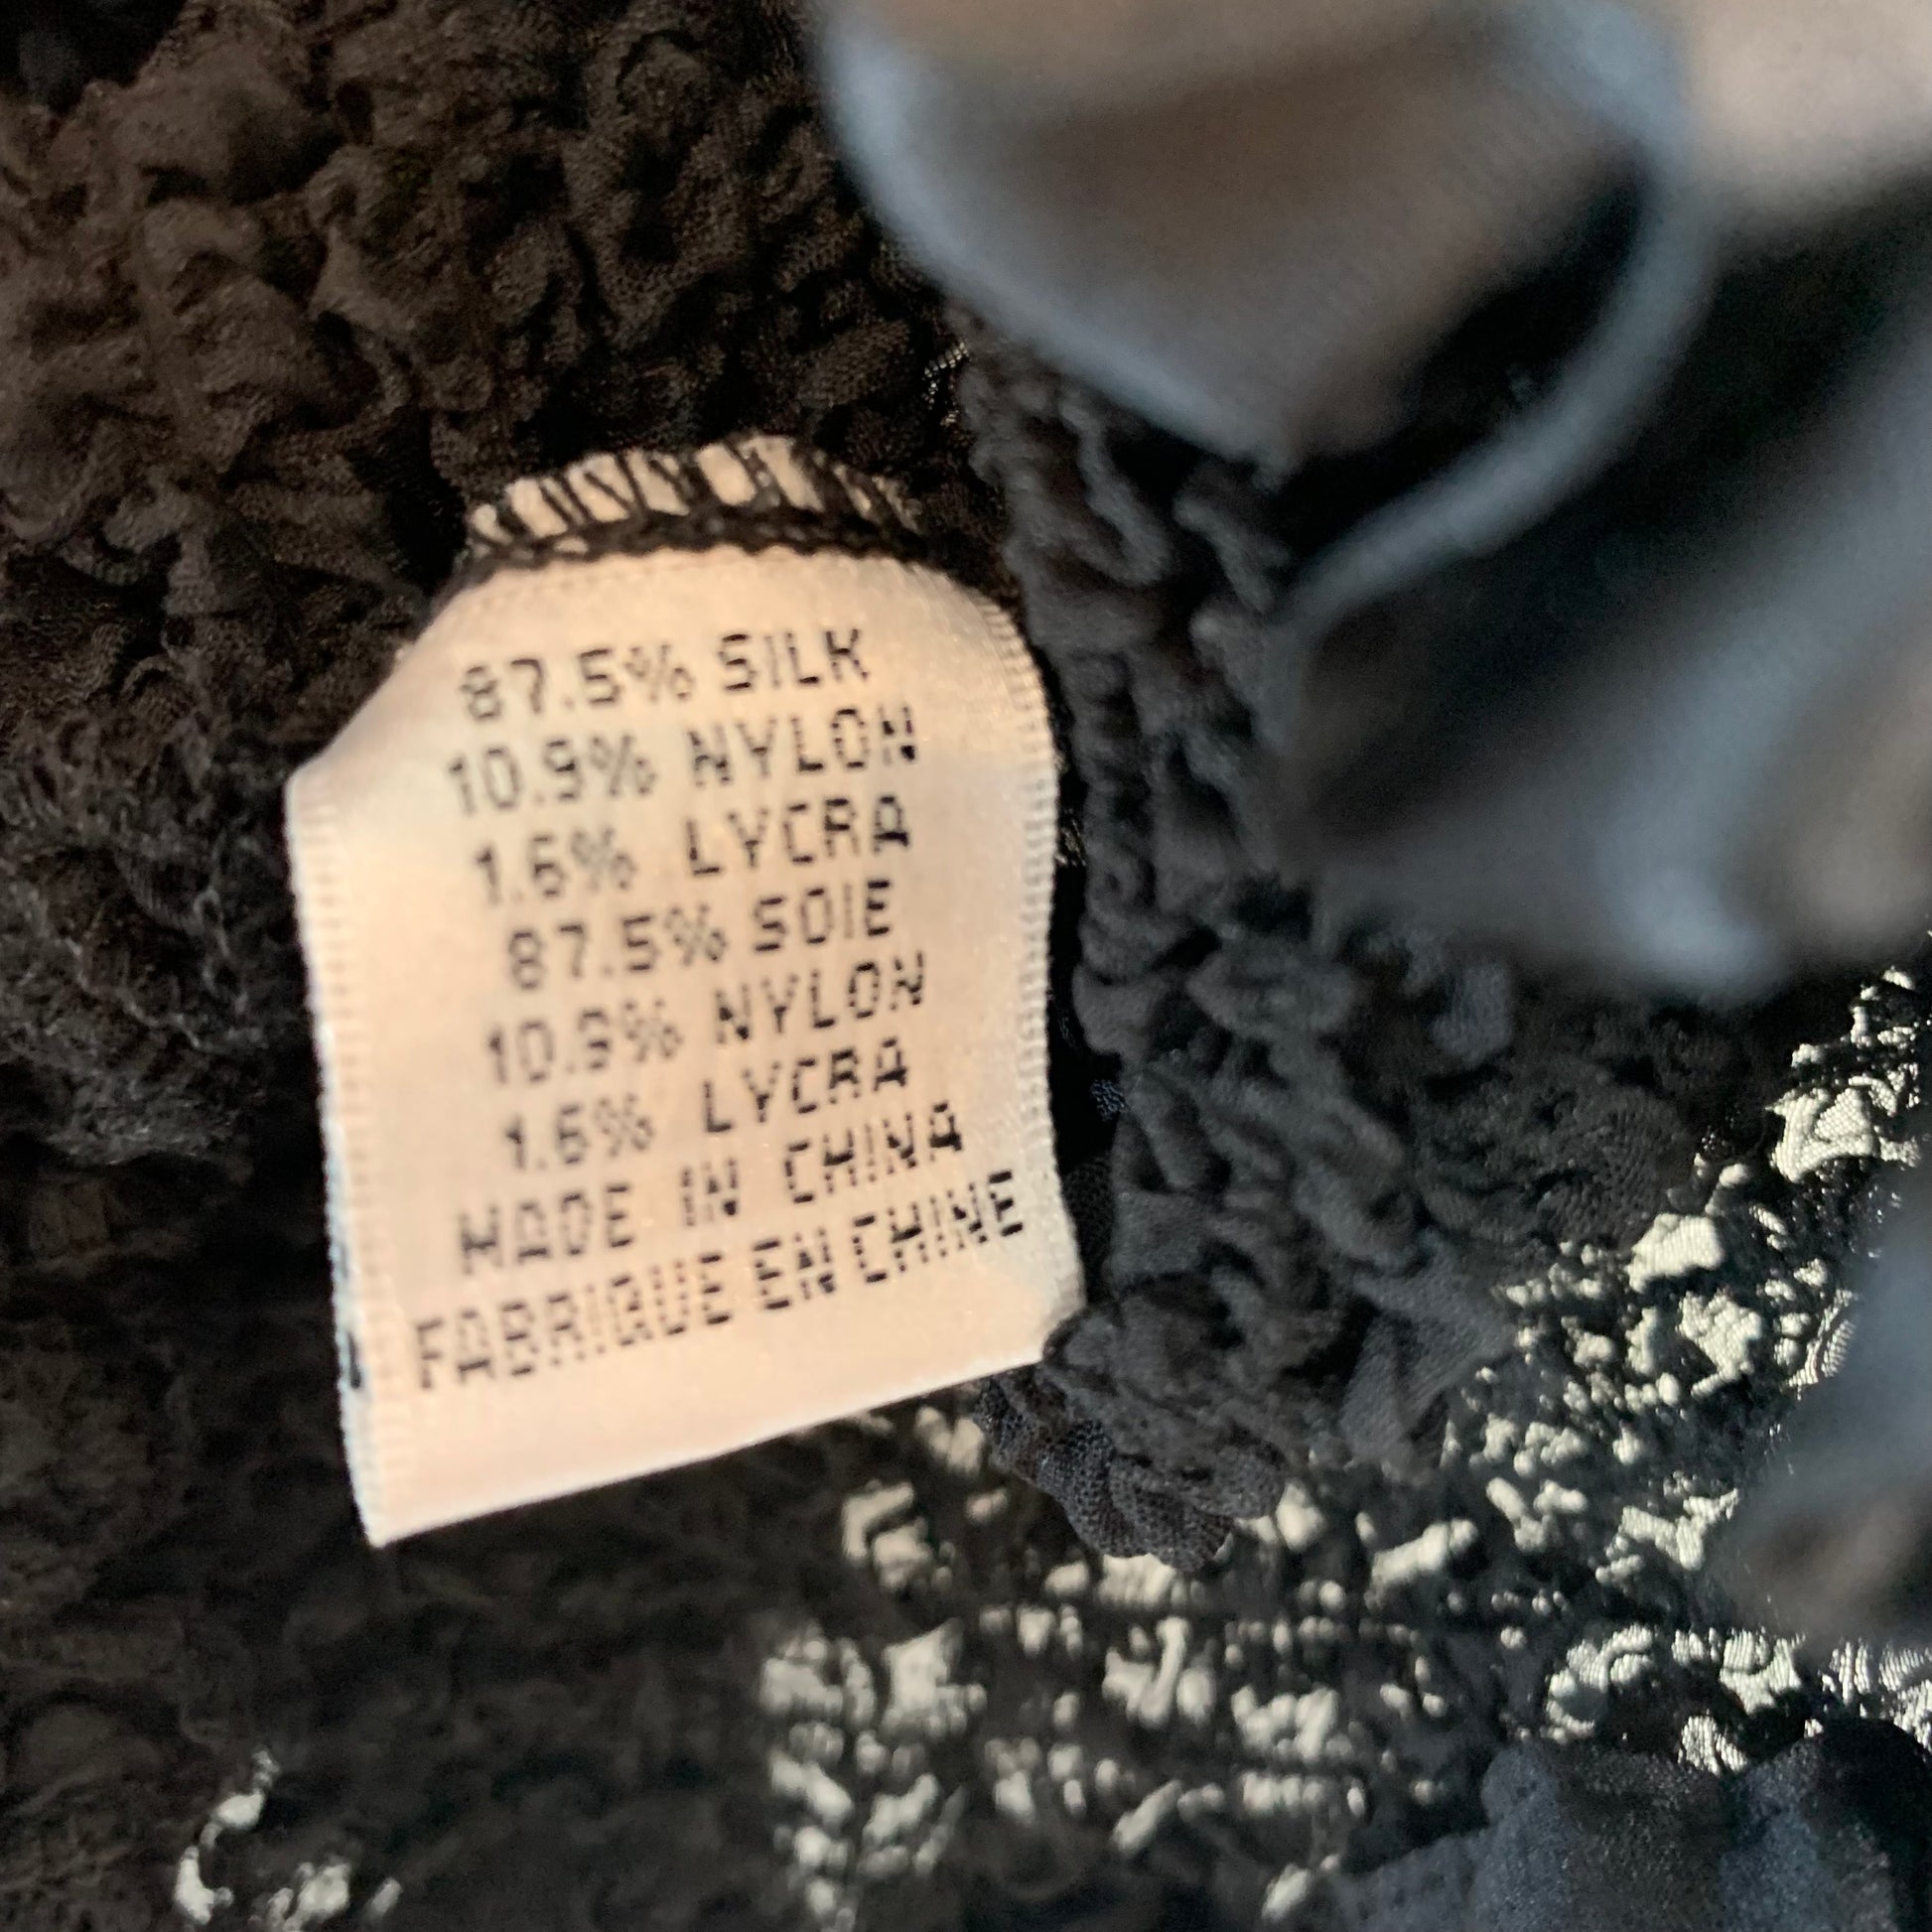 87.5% SILK
10.9% NYLON
1.6% LYCRA
87.5% SOIE
10.9% NYLON
1.6% LYCRA
MADE IN CHINA
FABRIQUE EN CHINE